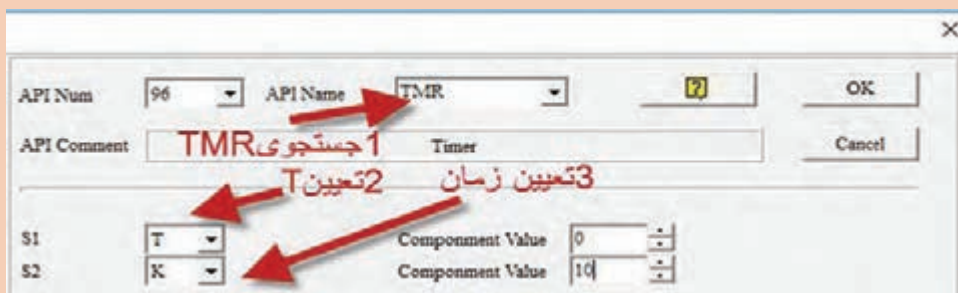 API Num 96 API Name TMR ? OK
API Comment Timer Cancel
1جستجویTMR
2تعیینT
3تعیین زمان
S1 T Componment Value 0
S2 K Componment Value 10